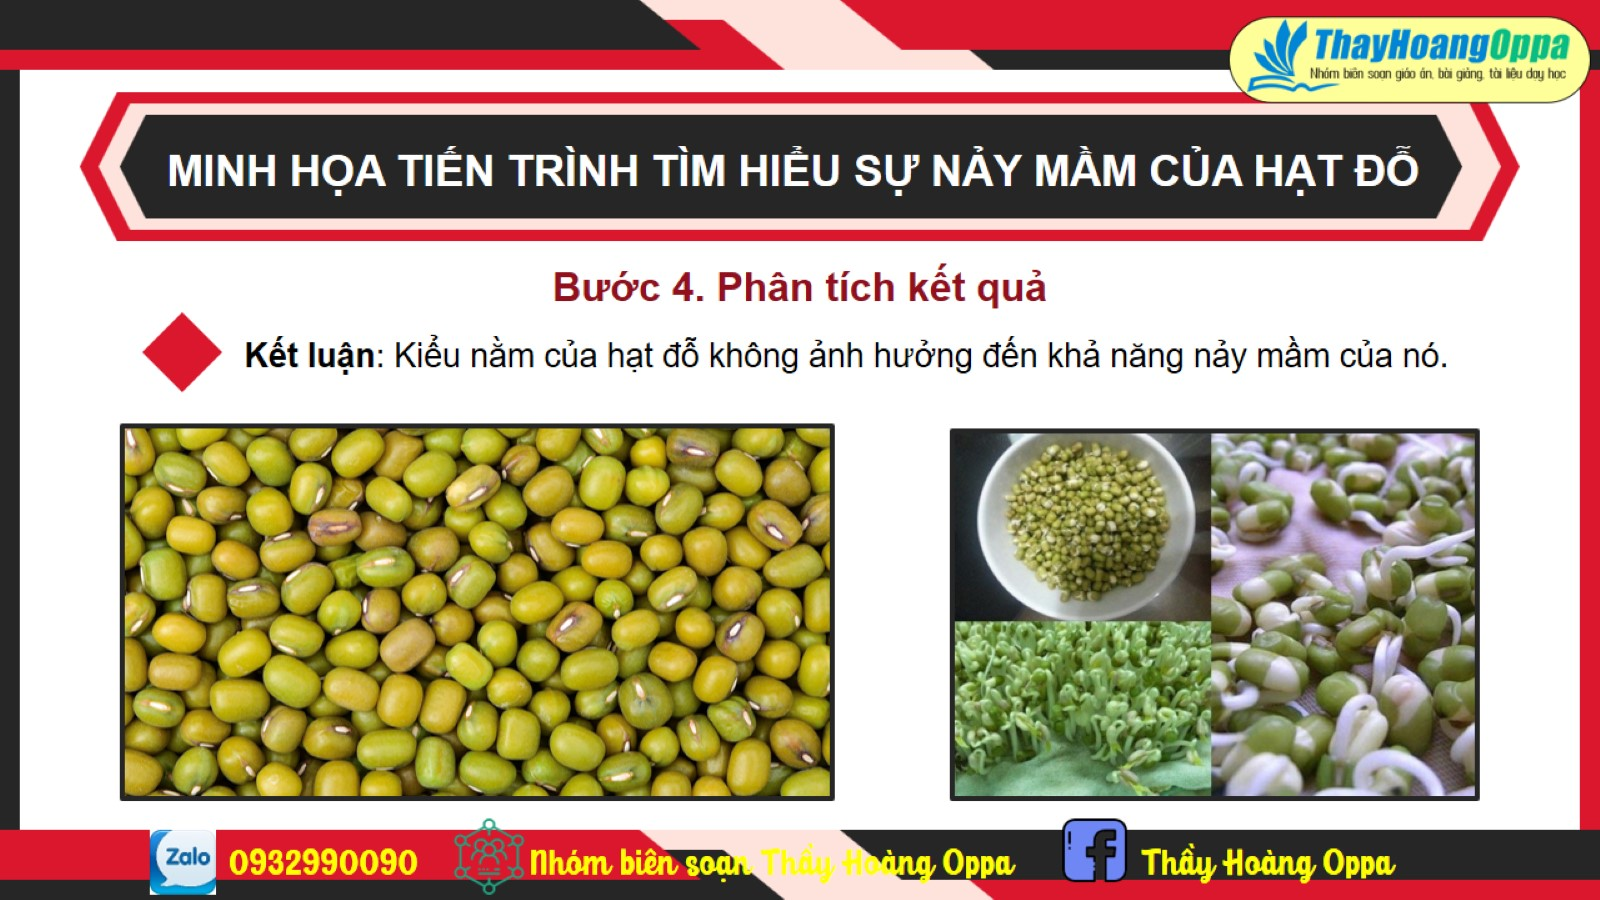 ThayHoangOppa
Nhóm biên soạn giáo án, bài giảng, tài liệu dạy học
MINH HỌA TIẾN TRÌNH TÌM HIỂU SỰ NẢY MẦM CỦA HẠT ĐỖ
Bước 4. Phân tích kết quả
Kết luận: Kiểu nằm của hạt đỗ không ảnh hưởng đến khả năng nảy mầm của nó.
Zalo 0932990090 Nhóm biên soạn Thầy Hoàng Oppa Thầy Hoàng Oppa